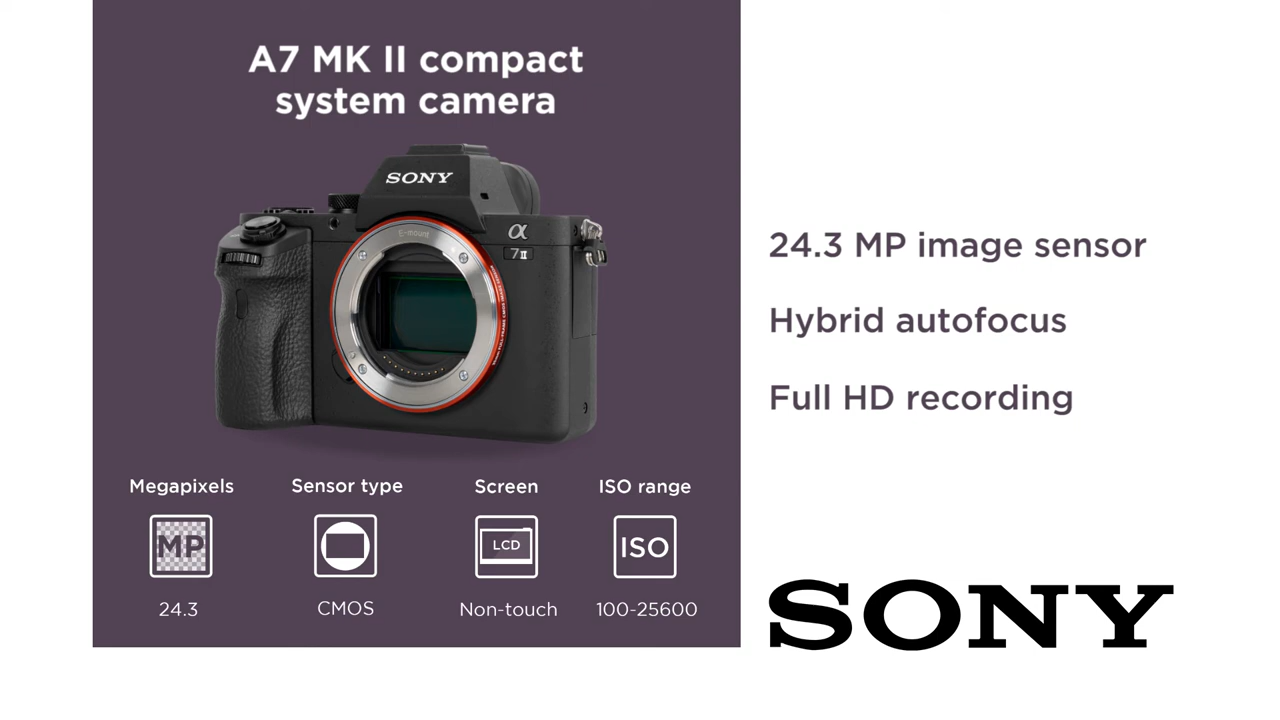 A7 MK II compact
system camera
SONY
E-mount
α
7II
24.3 MP image sensor
Hybrid autofocus
Full HD recording
Megapixels
Sensor type
Screen
ISO range
MP
LCD
ISO
24.3
CMOS
Non-touch
100-25600
SONY